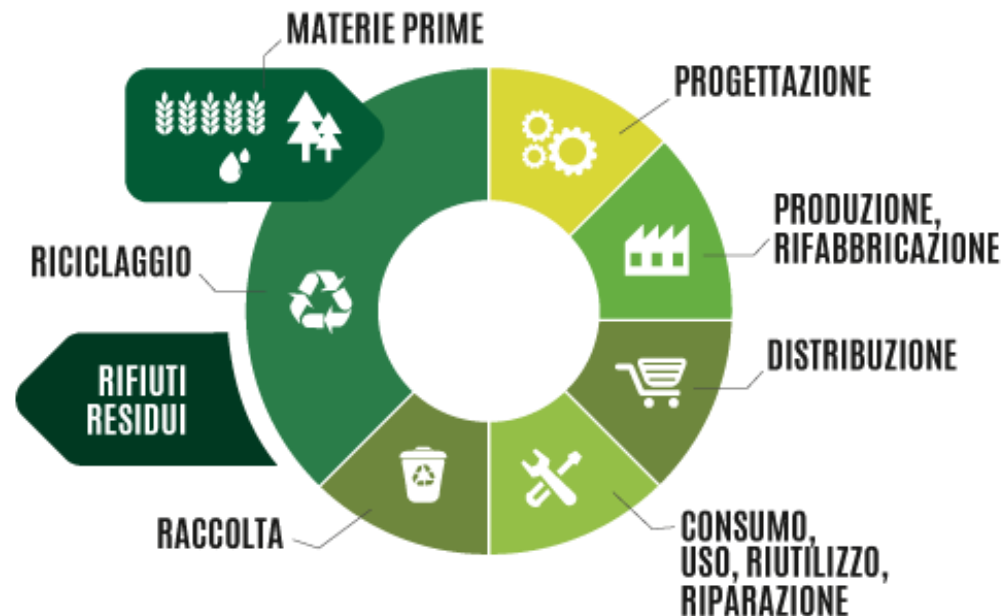 MATERIE PRIME
PROGETTAZIONE
PRODUZIONE,
RIFABBRICAZIONE
DISTRIBUZIONE
CONSUMO,
USO, RIUTILIZZO,
RIPARAZIONE
RACCOLTA
RIFIUTI
RESIDUI
RICICLAGGIO